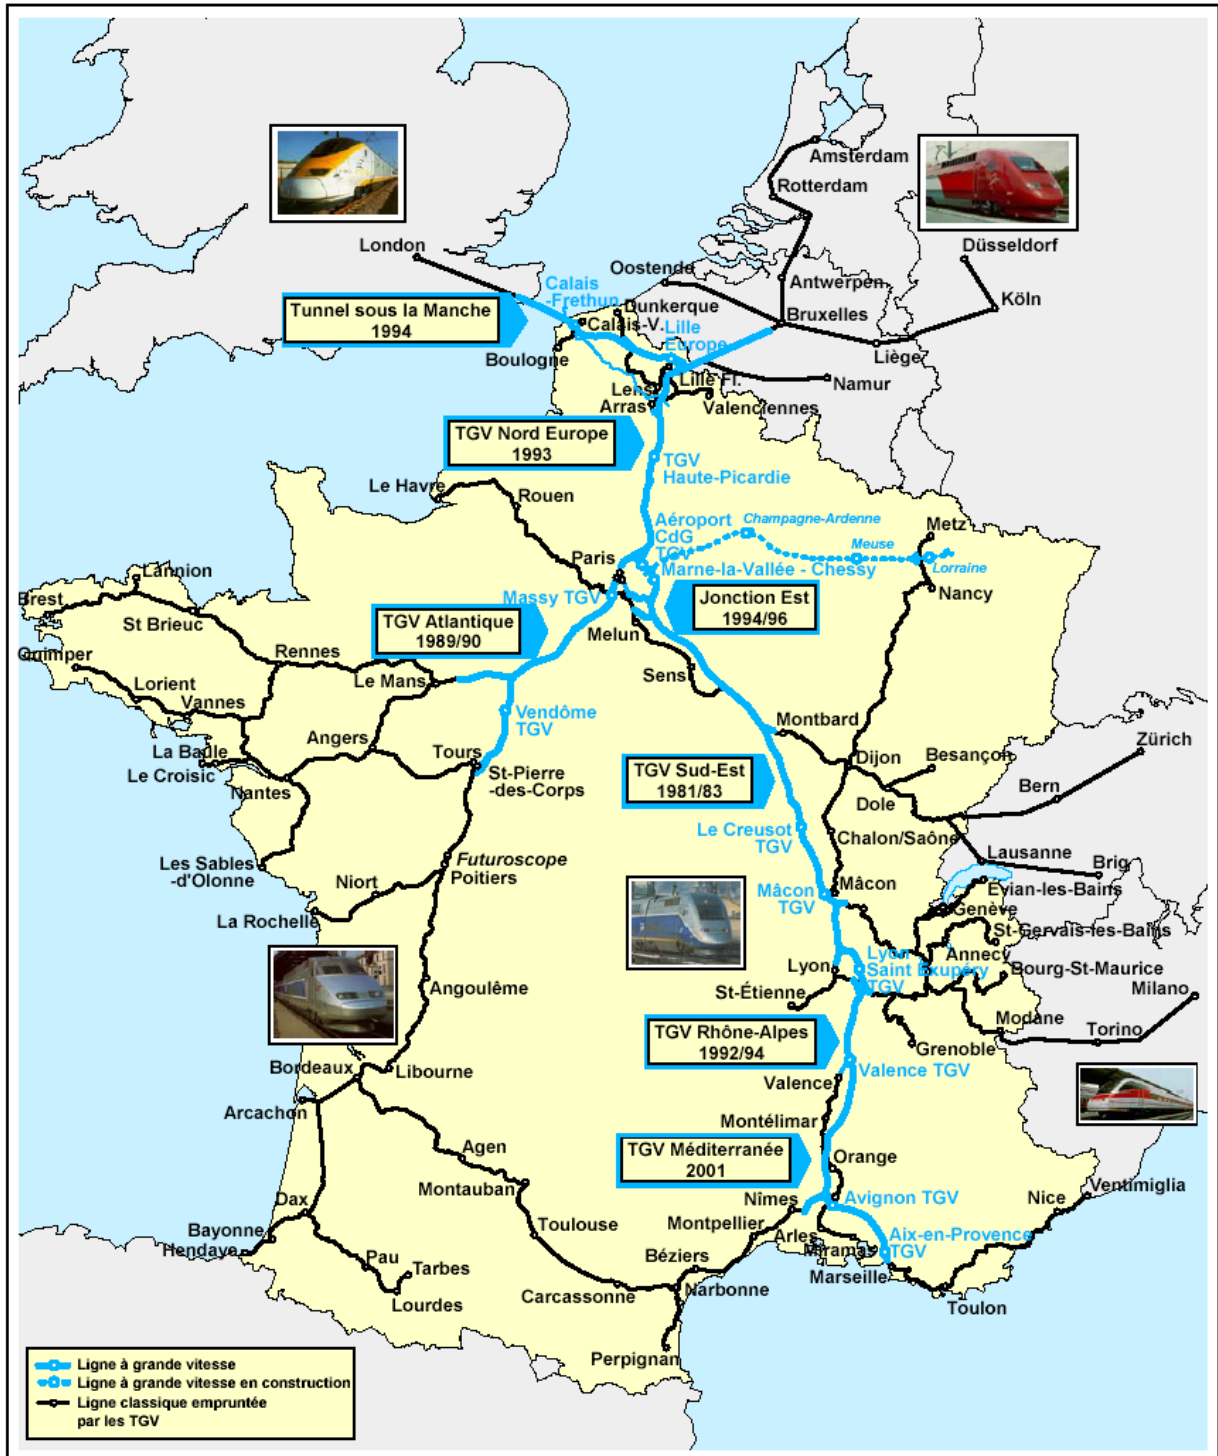 Amsterdam
Rotterdam
London
Düsseldorf
Oostende
Antwerpen
Köln
Calais
-Frethun
Tunnel sous la Manche
1994
Dunkerque
Calais-V.
Bruxelles
Lille
Europe
Boulogne
Liège
Lille Fl.
Namur
Lens
Arras
Valenciennes
TGV Nord Europe
1993
TGV
Haute-Picardie
Le Havre
Rouen
Aéroport
CdG
TGV
Champagne-Ardenne
Metz
Paris
Meuse
Marne-la-Vallée - Chessy
Lorraine
Lannion
Brest
Massy TGV
Jonction Est
1994/96
Nancy
St Brieuc
TGV Atlantique
1989/90
Melun
Quimper
Rennes
Le Mans
Sens
Lorient
Vannes
Vendôme
TGV
Montbard
Angers
La Baule
Le Croisic
Tours
St-Pierre
-des-Corps
Zürich
Dijon
Besançon
TGV Sud-Est
1981/83
Nantes
Dole
Bern
Le Creusot
TGV
Chalon/Saône
Les Sables
-d'Olonne
Futuroscope
Poitiers
Lausanne
Brig
Niort
Mâcon
TGV
Mâcon
Evian-les-Bains
La Rochelle
Genève
St-Gervais-les-Bains
Lyon
Saint Exupéry
TGV
Annecy
Lyon
Bourg-St-Maurice
Angoulême
St-Étienne
Milano
Modane
TGV Rhône-Alpes
1992/94
Torino
Grenoble
Bordeaux
Libourne
Valence TGV
Valence
Arcachon
Montélimar
TGV Méditerranée
2001
Agen
Orange
Montauban
Dax
Nîmes
Avignon TGV
Nice
Ventimiglia
Bayonne
Hendaye
Toulouse
Montpellier
Arles
Aix-en-Provence
TGV
Miramas
Pau
Béziers
Tarbes
Marseille
Carcassonne
Narbonne
Lourdes
Toulon
Perpignan
Ligne à grande vitesse
Ligne à grande vitesse en construction
Ligne classique empruntée
par les TGV